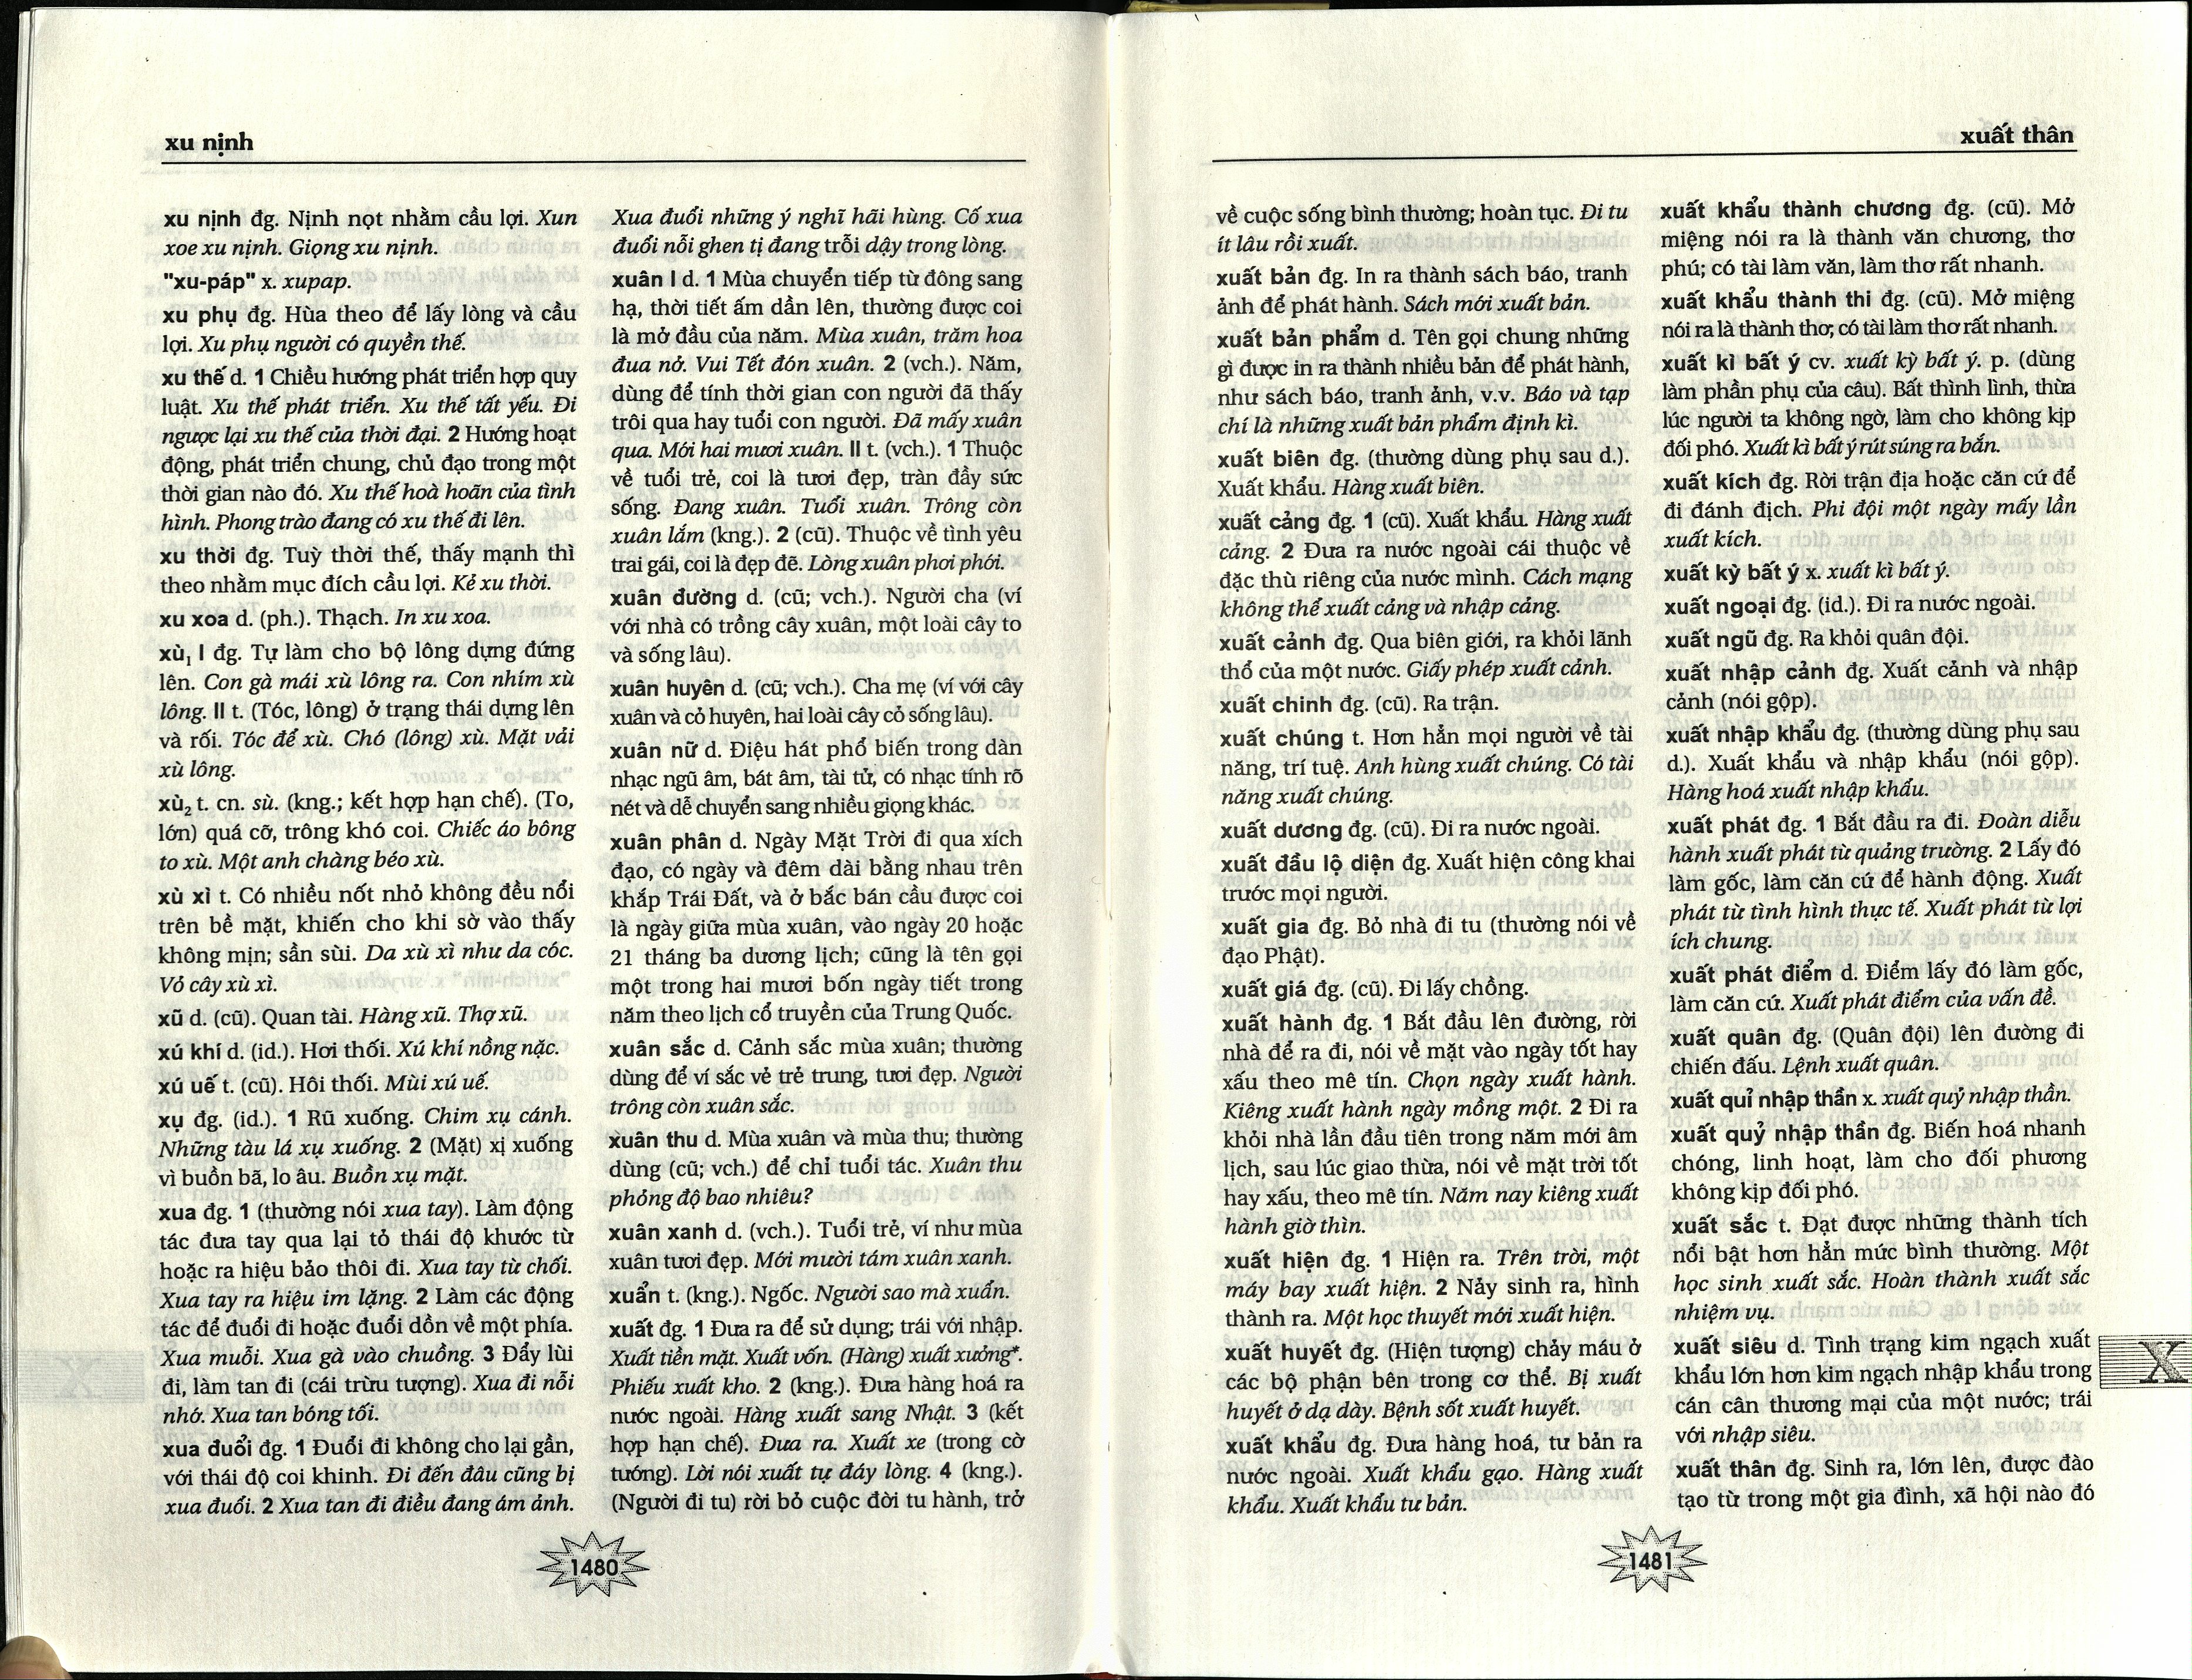 xu nịnh
xu nịnh đg. Nịnh nọt nhằm cầu lợi. Xun
xoe xu nịnh. Giọng xu nịnh.
"xu-páp" x. xupap.
xu phụ đg. Hùa theo để lấy lòng và cầu
lợi. Xu phụ người có quyền thế.
xu thế d. 1 Chiều hướng phát triển hợp quy
luật. Xu thế phát triển. Xu thế tất yếu. Đi
ngược lại xu thế của thời đại. 2 Hướng hoạt
động, phát triển chung, chủ đạo trong một
thời gian nào đó. Xu thế hoà hoãn của tình
hình. Phong trào đang có xu thế đi lên.
xu thời đg. Tuỳ thời thế, thấy mạnh thì
theo nhằm mục đích cầu lợi. Kẻ xu thời.
xu xoa d. (ph.). Thạch. In xu xoa.
xù₁ I đg. Tự làm cho bộ lông dựng đứng
lên. Con gà mái xù lông ra. Con nhím xù
lông. II t. (Tóc, lông) ở trạng thái dựng lên
và rối. Tóc để xù. Chó (lông) xù. Mặt vải
xù lông.
xù₂ t. cn. sù. (kng.; kết hợp hạn chế). (To,
lớn) quá cỡ, trông khó coi. Chiếc áo bông
to xù. Một anh chàng béo xù.
xù xì t. Có nhiều nốt nhỏ không đều nổi
trên bề mặt, khiến cho khi sờ vào thấy
không mịn; sần sùi. Da xù xì như da cóc.
Vỏ cây xù xì.
xũ d. (cũ). Quan tài. Hàng xũ. Thợ xũ.
xú khí d. (id.). Hơi thối. Xú khí nồng nặc.
xú uế t. (cũ). Hôi thối. Mùi xú uế.
xụ đg. (id.). 1 Rũ xuống. Chim xụ cánh.
Những tàu lá xụ xuống. 2 (Mặt) xị xuống
vì buồn bã, lo âu. Buồn xụ mặt.
xua đg. 1 (thường nói xua tay). Làm động
tác đưa tay qua lại tỏ thái độ khước từ
hoặc ra hiệu bảo thôi đi. Xua tay từ chối.
Xua tay ra hiệu im lặng. 2 Làm các động
tác để đuổi đi hoặc đuổi dồn về một phía.
Xua muỗi. Xua gà vào chuồng. 3 Đẩy lùi
đi, làm tan đi (cái trừu tượng). Xua đi nỗi
nhớ. Xua tan bóng tối.
xua đuổi đg. 1 Đuổi đi không cho lại gần,
với thái độ coi khinh. Đi đến đâu cũng bị
xua đuổi. 2 Xua tan đi điều đang ám ảnh.
Xua đuổi những ý nghĩ hãi hùng. Cố xua
đuổi nỗi ghen tị đang trỗi dậy trong lòng.
xuân I d. 1 Mùa chuyển tiếp từ đông sang
hạ, thời tiết ấm dần lên, thường được coi
là mở đầu của năm. Mùa xuân, trăm hoa
đua nở. Vui Tết đón xuân. 2 (vch.). Năm,
dùng để tính thời gian con người đã thấy
trôi qua hay tuổi con người. Đã mấy xuân
qua. Mới hai mươi xuân. II t. (vch.). 1 Thuộc
về tuổi trẻ, coi là tươi đẹp, tràn đầy sức
sống. Đang xuân. Tuổi xuân. Trông còn
xuân lắm (kng.). 2 (cũ). Thuộc về tình yêu
trai gái, coi là đẹp đẽ. Lòng xuân phơi phới.
xuân đường d. (cũ; vch.). Người cha (ví
với nhà có trồng cây xuân, một loài cây to
và sống lâu).
xuân huyên d. (cũ; vch.). Cha mẹ (ví với cây
xuân và cỏ huyên, hai loài cây cỏ sống lâu).
xuân nữ d. Điệu hát phổ biến trong dàn
nhạc ngũ âm, bát âm, tài tử, có nhạc tính rõ
nét và dễ chuyển sang nhiều giọng khác.
xuân phân d. Ngày Mặt Trời đi qua xích
đạo, có ngày và đêm dài bằng nhau trên
khắp Trái Đất, và ở bắc bán cầu được coi
là ngày giữa mùa xuân, vào ngày 20 hoặc
21 tháng ba dương lịch; cũng là tên gọi
một trong hai mươi bốn ngày tiết trong
năm theo lịch cổ truyền của Trung Quốc.
xuân sắc d. Cảnh sắc mùa xuân; thường
dùng để ví sắc vẻ trẻ trung, tươi đẹp. Người
trông còn xuân sắc.
xuân thu d. Mùa xuân và mùa thu; thường
dùng (cũ; vch.) để chỉ tuổi tác. Xuân thu
phỏng độ bao nhiêu?
xuân xanh d. (vch.). Tuổi trẻ, ví như mùa
xuân tươi đẹp. Mới mười tám xuân xanh.
xuẩn t. (kng.). Ngốc. Người sao mà xuẩn.
xuất đg. 1 Đưa ra để sử dụng; trái với nhập.
Xuất tiền mặt. Xuất vốn. (Hàng) xuất xưởng*.
Phiếu xuất kho. 2 (kng.). Đưa hàng hoá ra
nước ngoài. Hàng xuất sang Nhật. 3 (kết
hợp hạn chế). Đưa ra. Xuất xe (trong cờ
tướng). Lời nói xuất tự đáy lòng. 4 (kng.).
(Người đi tu) rời bỏ cuộc đời tu hành, trở
1480
xuất thân
về cuộc sống bình thường; hoàn tục. Đi tu
ít lâu rồi xuất.
xuất bản đg. In ra thành sách báo, tranh
ảnh để phát hành. Sách mới xuất bản.
xuất bản phẩm d. Tên gọi chung những
gì được in ra thành nhiều bản để phát hành,
như sách báo, tranh ảnh, v.v. Báo và tạp
chí là những xuất bản phẩm định kì.
xuất biên đg. (thường dùng phụ sau d.).
Xuất khẩu. Hàng xuất biên.
xuất cảng đg. 1 (cũ). Xuất khẩu. Hàng xuất
cảng. 2 Đưa ra nước ngoài cái thuộc về
đặc thù riêng của nước mình. Cách mạng
không thể xuất cảng và nhập cảng.
xuất cảnh đg. Qua biên giới, ra khỏi lãnh
thổ của một nước. Giấy phép xuất cảnh.
xuất chinh đg. (cũ). Ra trận.
xuất chúng t. Hơn hẳn mọi người về tài
năng, trí tuệ. Anh hùng xuất chúng. Có tài
năng xuất chúng.
xuất dương đg. (cũ). Đi ra nước ngoài.
xuất đầu lộ diện đg. Xuất hiện công khai
trước mọi người.
xuất gia đg. Bỏ nhà đi tu (thường nói về
đạo Phật).
xuất giá đg. (cũ). Đi lấy chồng.
xuất hành đg. 1 Bắt đầu lên đường, rời
nhà để ra đi, nói về mặt vào ngày tốt hay
xấu theo mê tín. Chọn ngày xuất hành.
Kiêng xuất hành ngày mồng một. 2 Đi ra
khỏi nhà lần đầu tiên trong năm mới âm
lịch, sau lúc giao thừa, nói về mặt trời tốt
hay xấu, theo mê tín. Năm nay kiêng xuất
hành giờ thìn.
xuất hiện đg. 1 Hiện ra. Trên trời, một
máy bay xuất hiện. 2 Nảy sinh ra, hình
thành ra. Một học thuyết mới xuất hiện.
xuất huyết đg. (Hiện tượng) chảy máu ở
các bộ phận bên trong cơ thể. Bị xuất
huyết ở dạ dày. Bệnh sốt xuất huyết.
xuất khẩu đg. Đưa hàng hoá, tư bản ra
nước ngoài. Xuất khẩu gạo. Hàng xuất
khẩu. Xuất khẩu tư bản.
xuất khẩu thành chương đg. (cũ). Mở
miệng nói ra là thành văn chương, thơ
phú; có tài làm văn, làm thơ rất nhanh.
xuất khẩu thành thi đg. (cũ). Mở miệng
nói ra là thành thơ; có tài làm thơ rất nhanh.
xuất kì bất ý cv. xuất kỳ bất ý. p. (dùng
làm phần phụ của câu). Bất thình lình, thừa
lúc người ta không ngờ, làm cho không kịp
đối phó. Xuất kì bất ý rút súng ra bắn.
xuất kích đg. Rời trận địa hoặc căn cứ để
đi đánh địch. Phi đội một ngày mấy lần
xuất kích.
xuất kỳ bất ý x. xuất kì bất ý.
xuất ngoại đg. (id.). Đi ra nước ngoài.
xuất ngũ đg. Ra khỏi quân đội.
xuất nhập cảnh đg. Xuất cảnh và nhập
cảnh (nói gộp).
xuất nhập khẩu đg. (thường dùng phụ sau
d.). Xuất khẩu và nhập khẩu (nói gộp).
Hàng hoá xuất nhập khẩu.
xuất phát đg. 1 Bắt đầu ra đi. Đoàn diễu
hành xuất phát từ quảng trường. 2 Lấy đó
làm gốc, làm căn cứ để hành động. Xuất
phát từ tình hình thực tế. Xuất phát từ lợi
ích chung.
xuất phát điểm d. Điểm lấy đó làm gốc,
làm căn cứ. Xuất phát điểm của vấn đề.
xuất quân đg. (Quân đội) lên đường đi
chiến đấu. Lệnh xuất quân.
xuất quỉ nhập thần x. xuất quỷ nhập thần.
xuất quỷ nhập thần đg. Biến hoá nhanh
chóng, linh hoạt, làm cho đối phương
không kịp đối phó.
xuất sắc t. Đạt được những thành tích
nổi bật hơn hẳn mức bình thường. Một
học sinh xuất sắc. Hoàn thành xuất sắc
nhiệm vụ.
xuất siêu d. Tình trạng kim ngạch xuất
khẩu lớn hơn kim ngạch nhập khẩu trong
cán cân thương mại của một nước; trái
với nhập siêu.
xuất thân đg. Sinh ra, lớn lên, được đào
tạo từ trong một gia đình, xã hội nào đó
X
1481